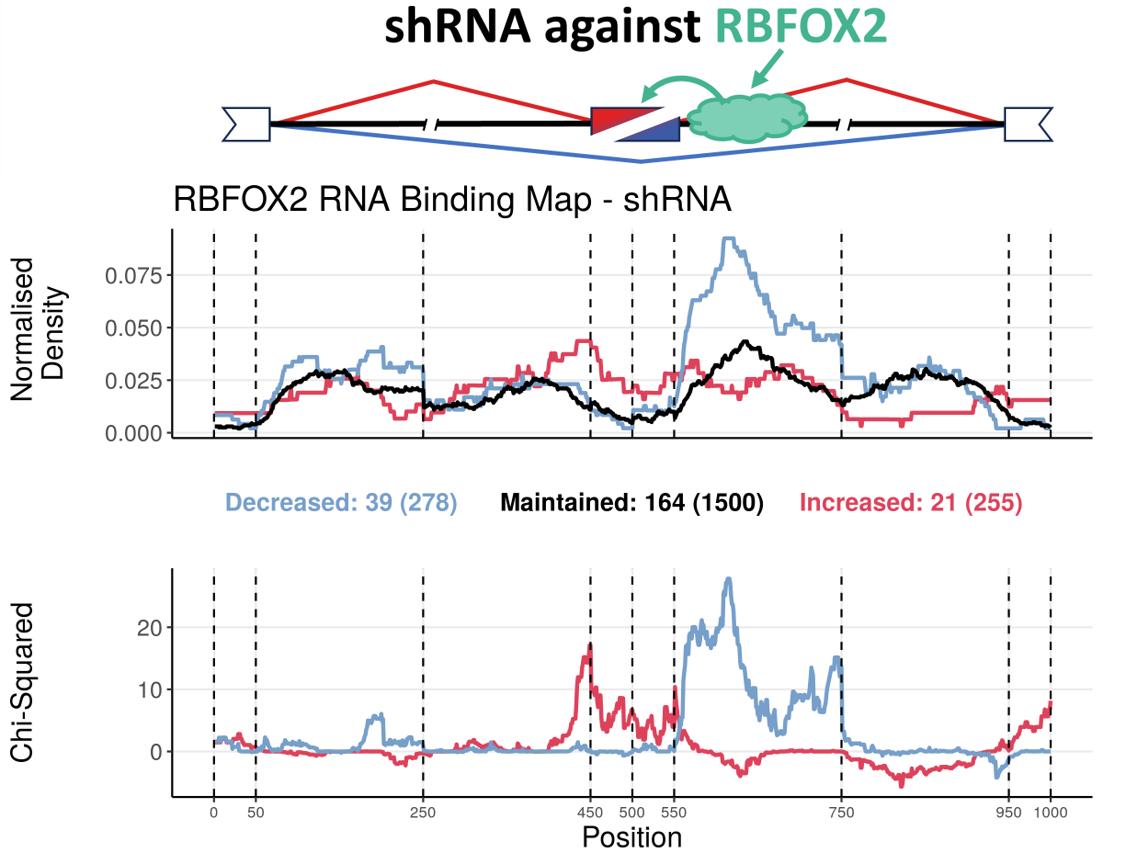 shRNA against RBFOX2
RBFOX2 RNA Binding Map - shRNA
Normalised
Density
0.075
0.050
0.025
0.000
Decreased: 39 (278) Maintained: 164 (1500) Increased: 21 (255)
Chi-Squared
20
10
0
0 50 250 450 500 550 750 950 1000
Position